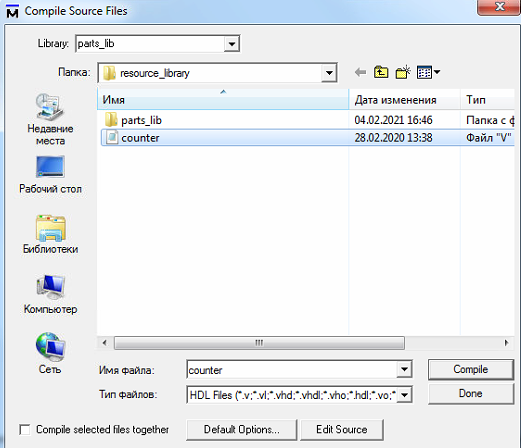 Compile Source Files
Library: parts_lib
Папка: resource_library
Имя Дата изменения Тип
parts_lib 04.02.2021 16:46 Папка с ф
counter 28.02.2020 13:38 Файл "V"
Недавние
места
Рабочий стол
Библиотеки
Компьютер
Сеть
Имя файла: counter Compile
Тип файлов: HDL Files (*.v;*.vl;*.vhd;*.vhdl;*.vho;*.hdl;*.vo;* Done
Compile selected files together Default Options... Edit Source